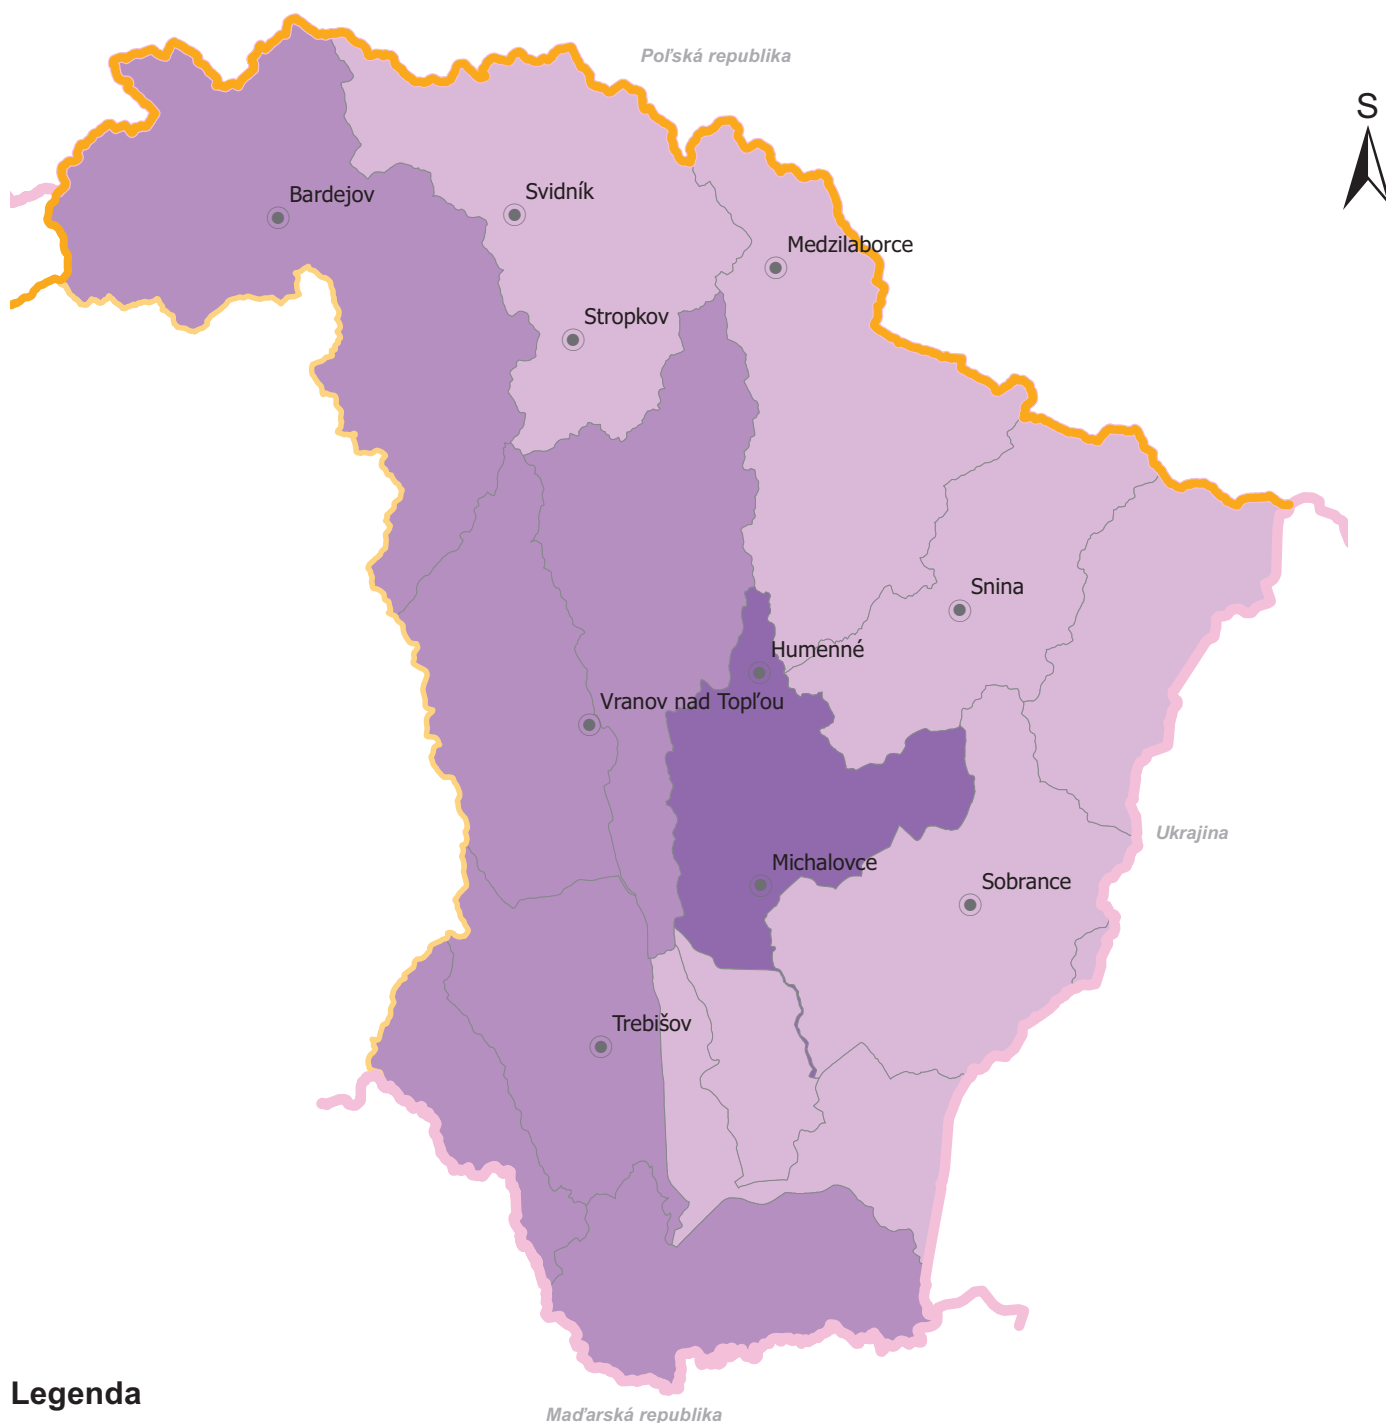 Poľská republika
S
Bardejov
Svidník
Medzilaborce
Stropkov
Snina
Humenné
Vranov nad Topľou
Ukrajina
Michalovce
Sobrance
Trebišov
Legenda
Maďarská republika